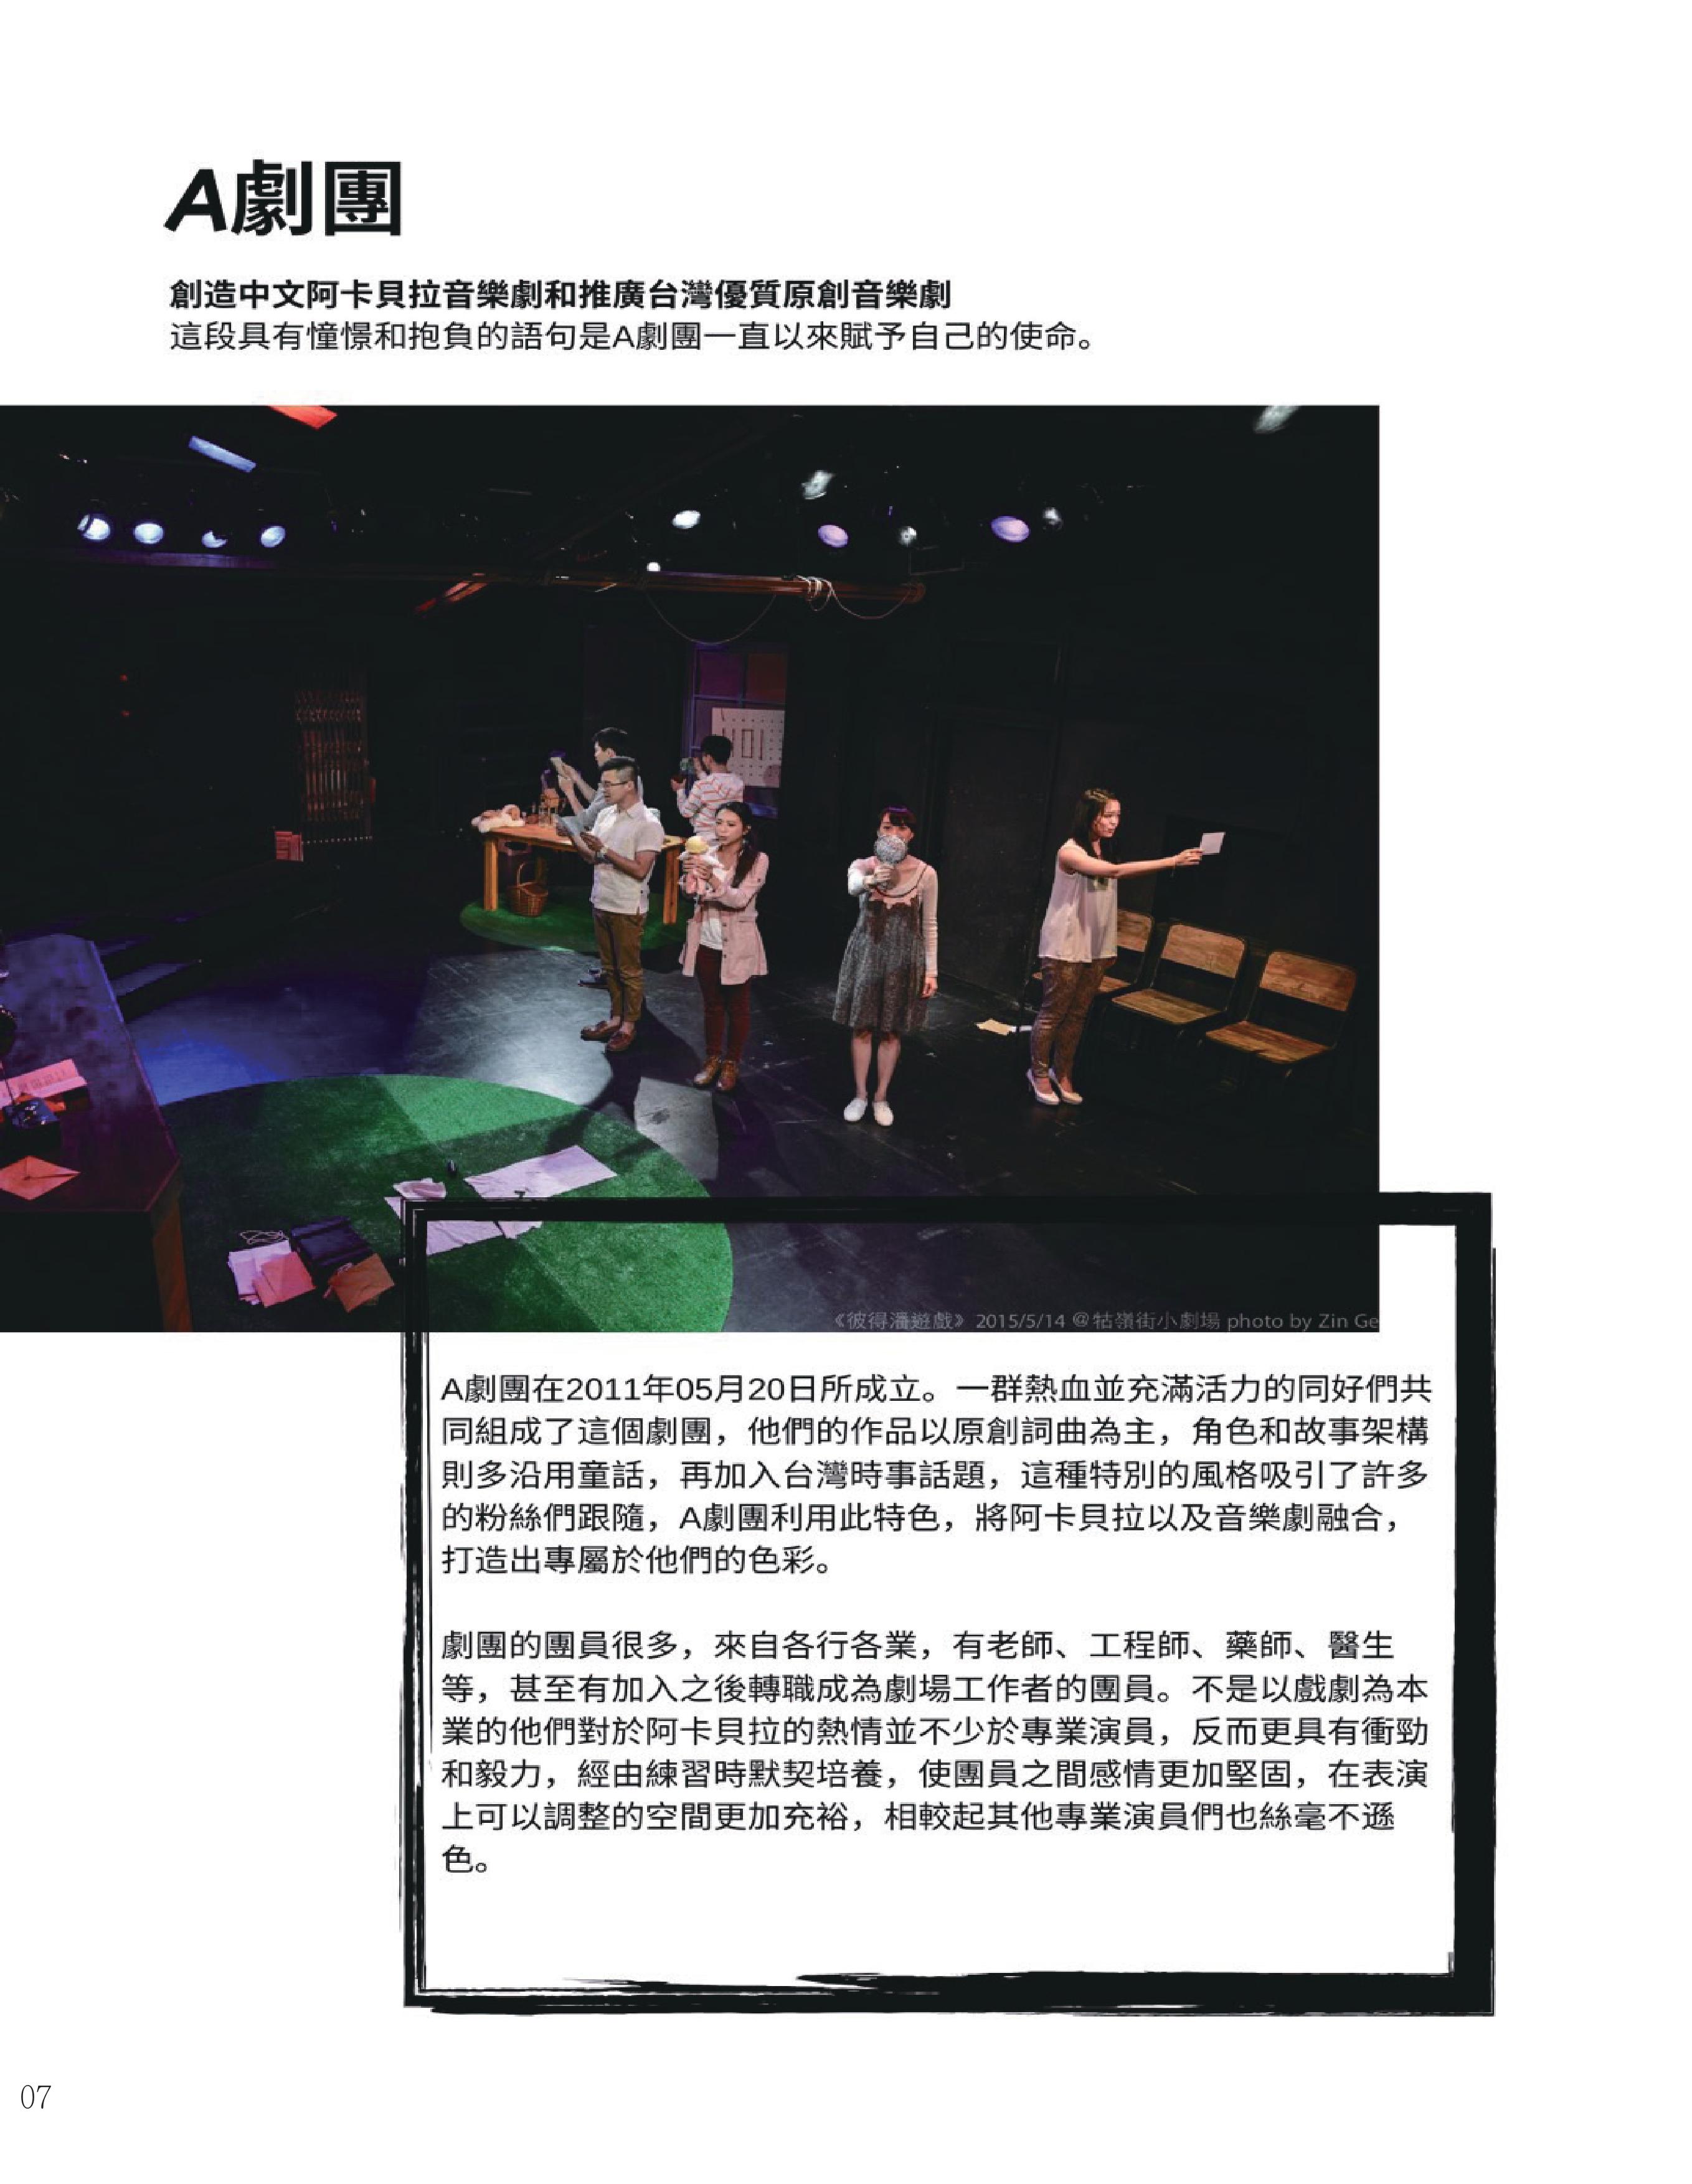 A劇團
創造中文阿卡貝拉音樂劇和推廣台灣優質原創音樂劇
這段具有憧憬和抱負的語句是A劇團一直以來賦予自己的使命。
《彼得潘遊戲》 2015/5/14 @牯嶺街小劇場 photo by Zin Ge
A劇團在2011年05月20日所成立。一群熱血並充滿活力的同好們共
同組成了這個劇團，他們的作品以原創詞曲為主，角色和故事架構
則多沿用童話，再加入台灣時事話題，這種特別的風格吸引了許多
的粉絲們跟隨，A劇團利用此特色，將阿卡貝拉以及音樂劇融合，
打造出專屬於他們的色彩。
劇團的團員很多，來自各行各業，有老師、工程師、藥師、醫生
等，甚至有加入之後轉職成為劇場工作者的團員。不是以戲劇為本
業的他們對於阿卡貝拉的熱情並不少於專業演員，反而更具有衝勁
和毅力，經由練習時默契培養，使團員之間感情更加堅固，在表演
上可以調整的空間更加充裕，相較起其他專業演員們也絲毫不遜
色。
07